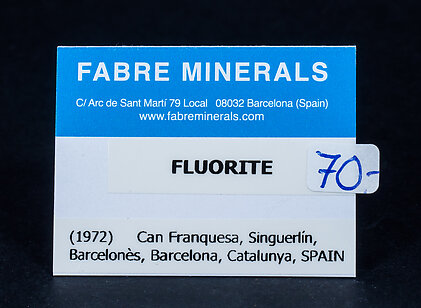 FABRE MINERALS
C/ Arc de Sant Martí 79 Local 08032 Barcelona (Spain)
www.fabreminerals.com
FLUORITE
70-
(1972) Can Franquesa, Singuerlín,
Barcelonès, Barcelona, Catalunya, SPAIN